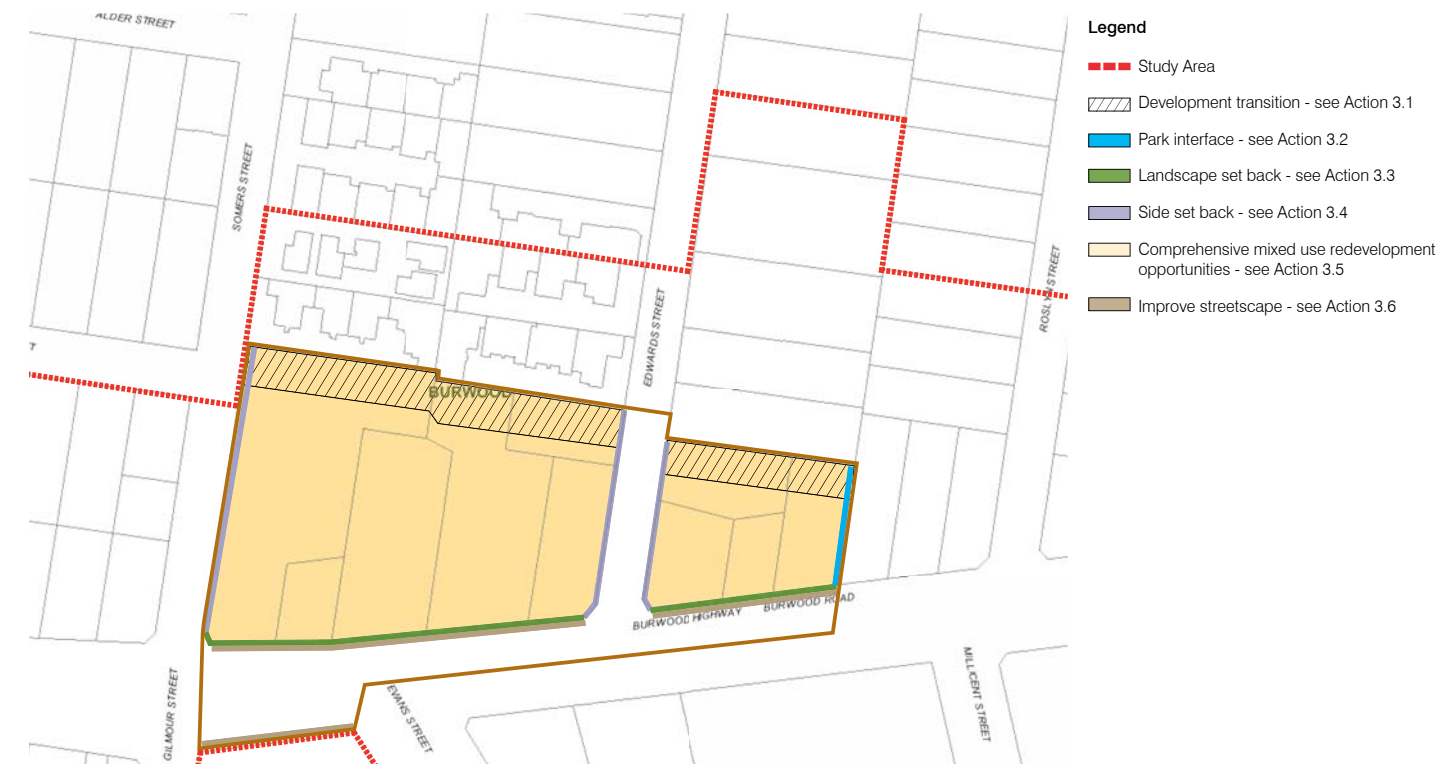 ALDER STREET
SOMERS STREET
EDWARDS STREET
ROSLYN STREET
T
BURWOOD
BURWOOD HIGHWAY
BURWOOD ROAD
GILMOUR STREET
EVANS STREET
MILLICENT STREET
Legend
Study Area
Development transition - see Action 3.1
Park interface - see Action 3.2
Landscape set back - see Action 3.3
Side set back - see Action 3.4
Comprehensive mixed use redevelopment
opportunities - see Action 3.5
Improve streetscape - see Action 3.6